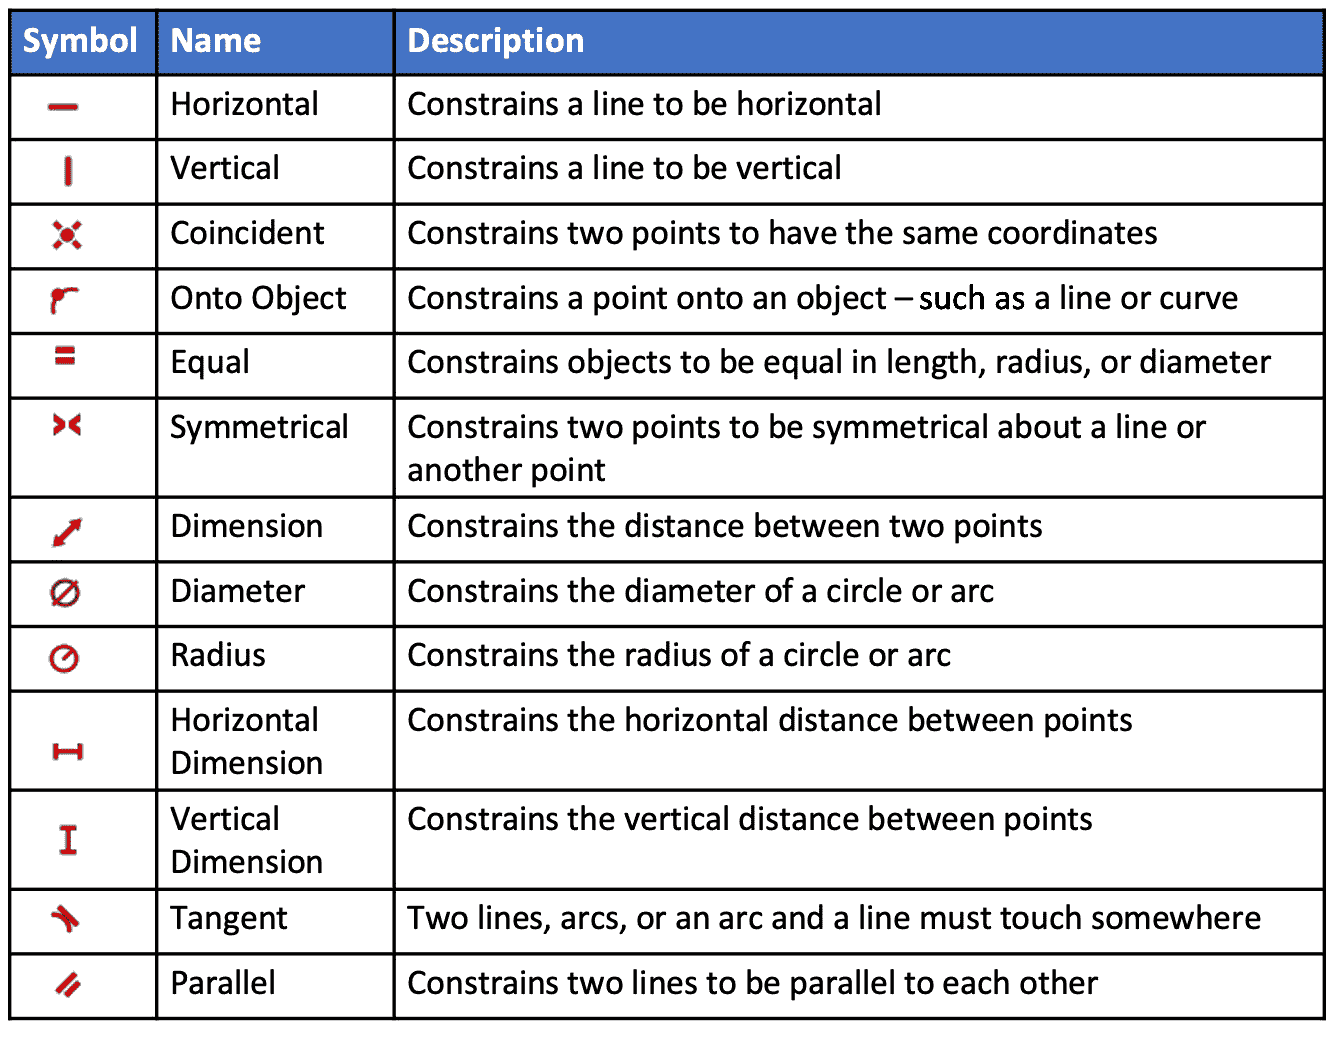 Symbol Name Description
Horizontal Constrains a line to be horizontal
Vertical Constrains a line to be vertical
Coincident Constrains two points to have the same coordinates
Onto Object Constrains a point onto an object – such as a line or curve
Equal Constrains objects to be equal in length, radius, or diameter
Symmetrical Constrains two points to be symmetrical about a line or
another point
Dimension Constrains the distance between two points
Diameter Constrains the diameter of a circle or arc
Radius Constrains the radius of a circle or arc
Horizontal Constrains the horizontal distance between points
Dimension
Vertical Constrains the vertical distance between points
Dimension
Tangent Two lines, arcs, or an arc and a line must touch somewhere
Parallel Constrains two lines to be parallel to each other